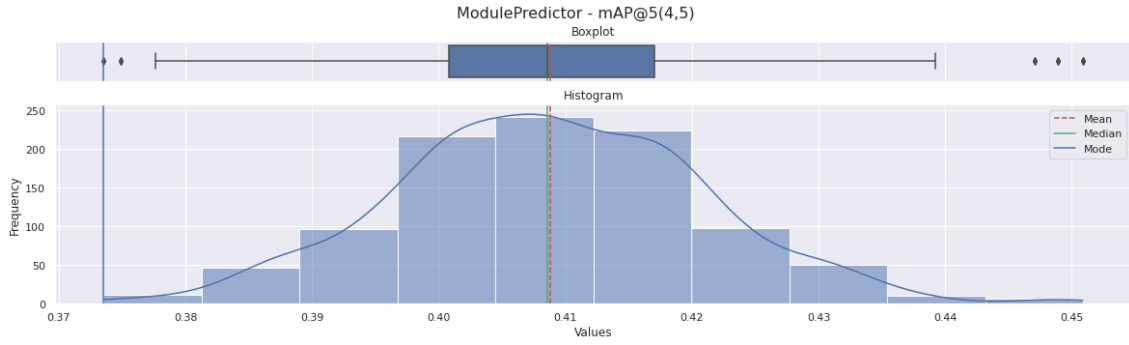 ModulePredictor - mAP@5(4,5)
Boxplot
Histogram
250
200
150
100
50
0
Frequency
Mean
Median
Mode
0.37 0.38 0.39 0.40 0.41 0.42 0.43 0.44 0.45
Values